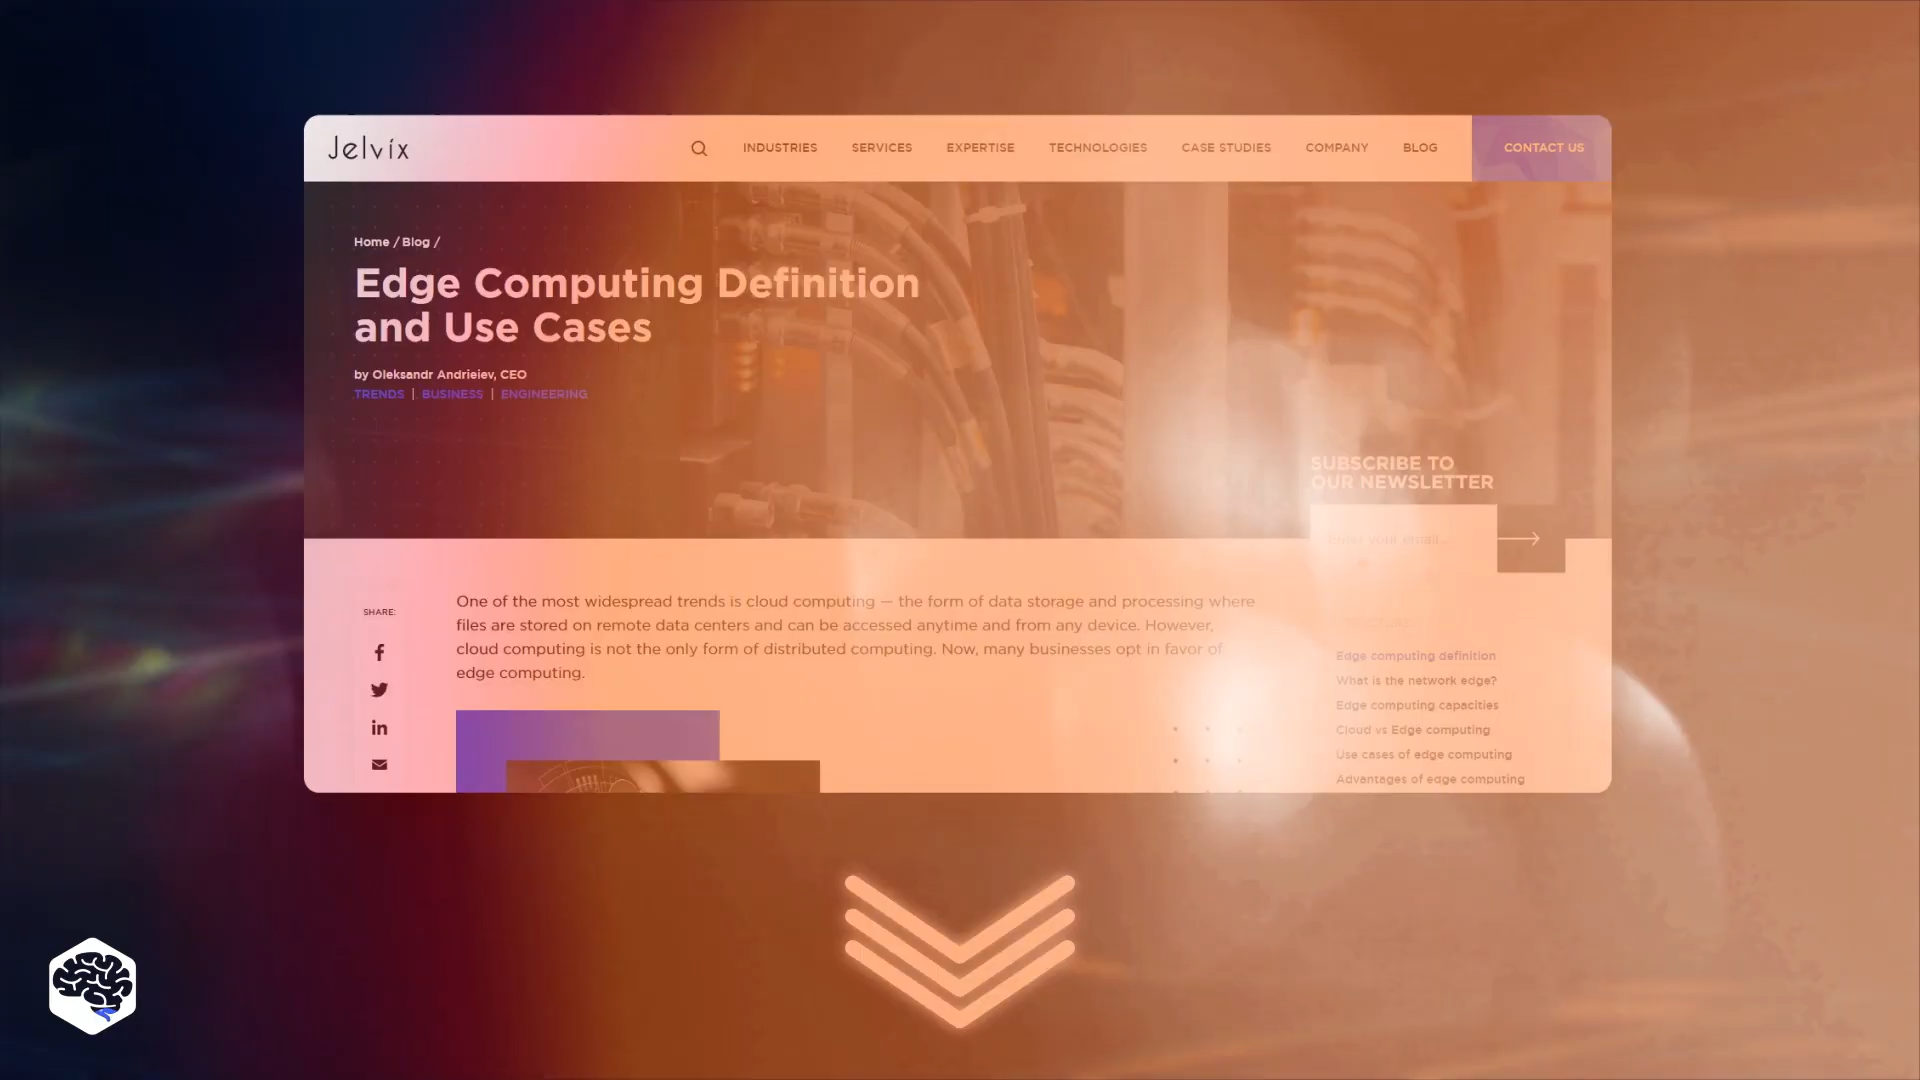 Jelvix
INDUSTRIES SERVICES EXPERTISE TECHNOLOGIES CASE STUDIES COMPANY BLOG CONTACT US
Home / Blog /
Edge Computing Definition
and Use Cases
by Oleksandr Andrieiev, CEO
TRENDS | BUSINESS | ENGINEERING
SUBSCRIBE TO
OUR NEWSLETTER
Enter your email...
SHARE:
One of the most widespread trends is cloud computing — the form of data storage and processing where
files are stored on remote data centers and can be accessed anytime and from any device. However,
cloud computing is not the only form of distributed computing. Now, many businesses opt in favor of
edge computing.
Edge computing definition
What is the network edge?
Edge computing capacities
Cloud vs Edge computing
Use cases of edge computing
Advantages of edge computing